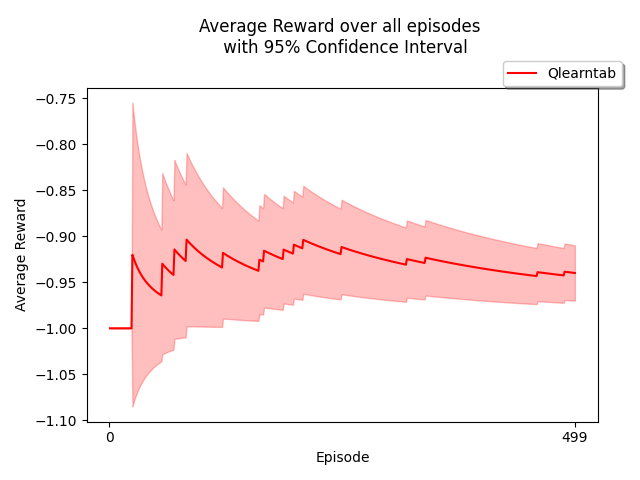 Average Reward over all episodes
with 95% Confidence Interval
Qlearntab
−0.75
−0.80
−0.85
−0.90
−0.95
−1.00
−1.05
−1.10
Average Reward
0
499
Episode